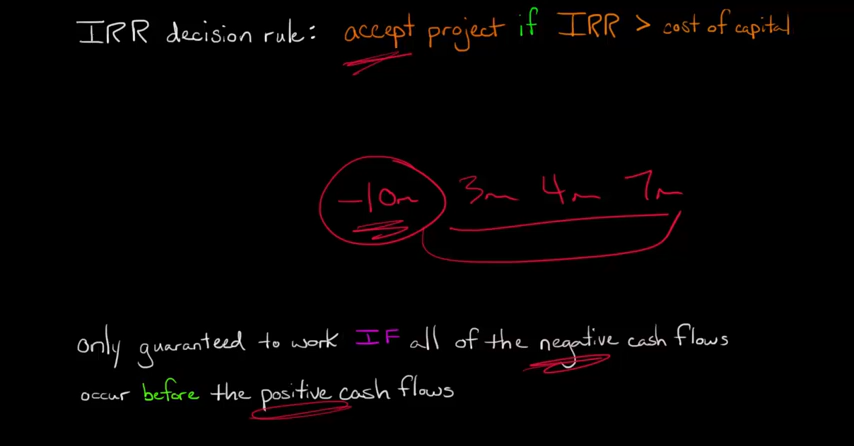 IRR decision rule: accept project if IRR > cost of capital
-10m 3m 4m 7m
only guaranteed to work IF all of the negative cash flows
occur before the positive cash flows